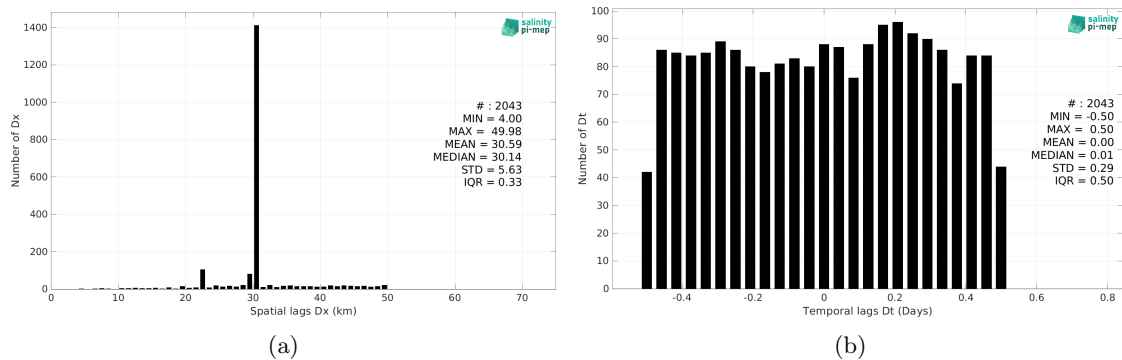 1400
1200
1000
800
600
400
200
0
Number of Dx
0 10 20 30 40 50 60 70
Spatial lags Dx (km)
salinity
pi-mep
# : 2043
MIN = 4.00
MAX = 49.98
MEAN = 30.59
MEDIAN = 30.14
STD = 5.63
IQR = 0.33
(a)
100
90
80
70
60
50
40
30
20
10
0
Number of Dt
-0.4 -0.2 0 0.2 0.4 0.6 0.8
Temporal lags Dt (Days)
salinity
pi-mep
# : 2043
MIN = -0.50
MAX = 0.50
MEAN = 0.00
MEDIAN = 0.01
STD = 0.29
IQR = 0.50
(b)